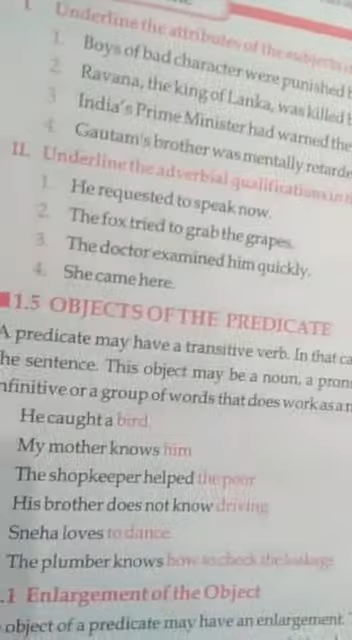 I. Underline the attributes of the subjects
1. Boys of bad character were punished
2. Ravana, the king of Lanka, was killed
3. India's Prime Minister had warned the
4. Gautam's brother was mentally retarde
II. Underline the adverbial qualifications in
1. He requested to speak now.
2. The fox tried to grab the grapes.
3. The doctor examined him quickly.
4. She came here.
1.5 OBJECTS OF THE PREDICATE
A predicate may have a transitive verb. In that ca
he sentence. This object may be a noun, a pron
nfinitive or a group of words that does work as a n
He caught a bird.
My mother knows him
The shopkeeper helped the poor
His brother does not know driving
Sneha loves to dance
The plumber knows how to check the leakage
.1 Enlargement of the Object
object of a predicate may have an enlargement.